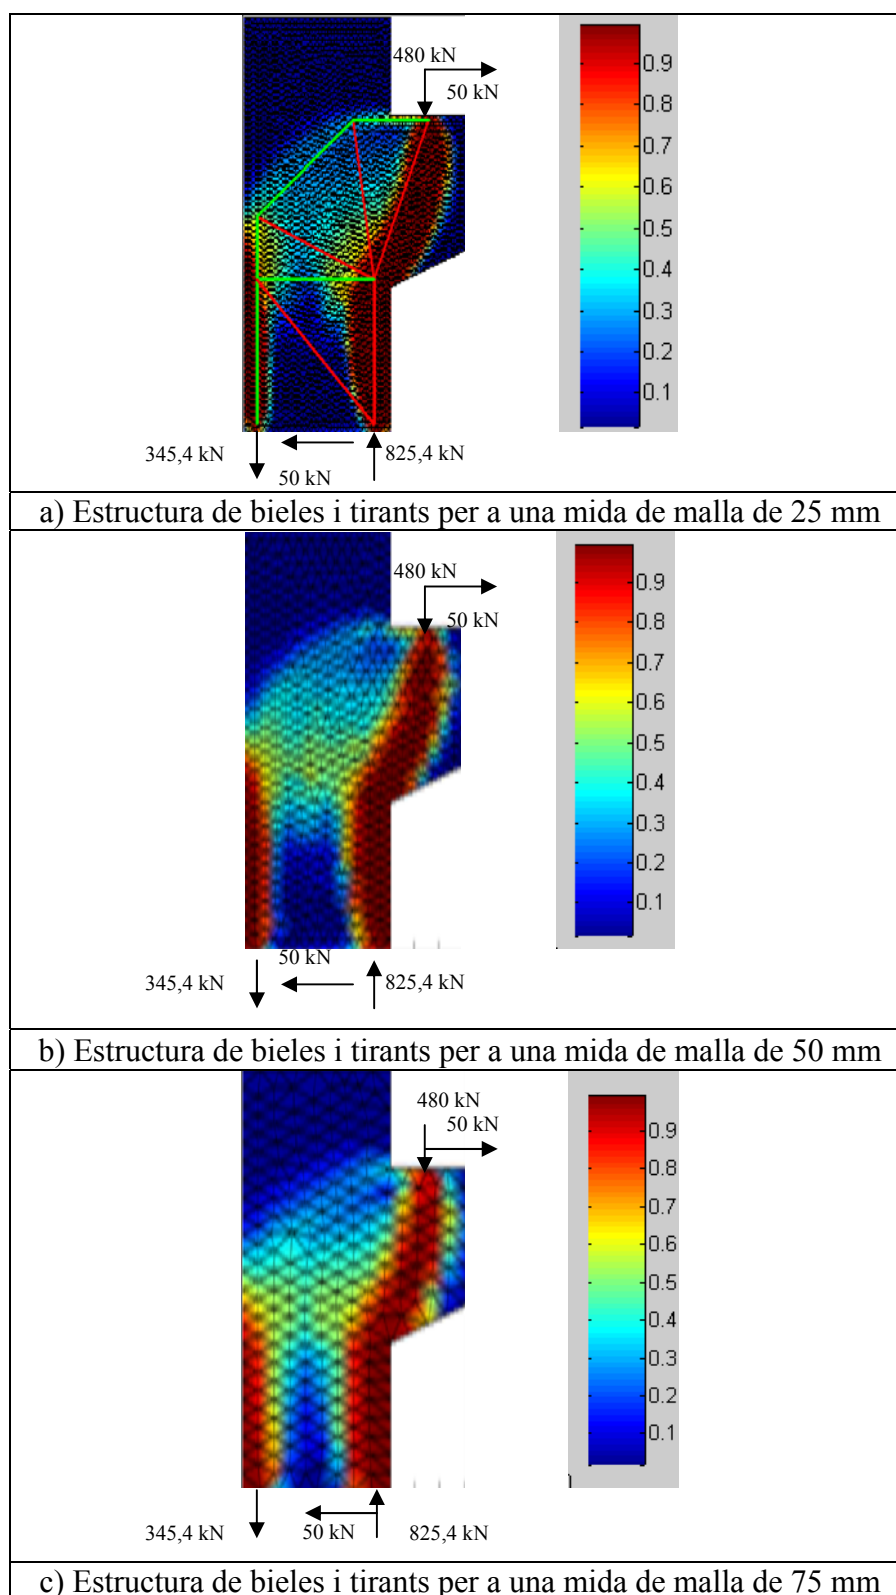 480 kN
50 kN
0.9
0.8
0.7
0.6
0.5
0.4
0.3
0.2
0.1
345,4 kN
50 kN
825,4 kN
a) Estructura de bieles i tirants per a una mida de malla de 25 mm
480 kN
50 kN
0.9
0.8
0.7
0.6
0.5
0.4
0.3
0.2
0.1
50 kN
345,4 kN
825,4 kN
b) Estructura de bieles i tirants per a una mida de malla de 50 mm
480 kN
50 kN
0.9
0.8
0.7
0.6
0.5
0.4
0.3
0.2
0.1
345,4 kN
50 kN
825,4 kN
c) Estructura de bieles i tirants per a una mida de malla de 75 mm